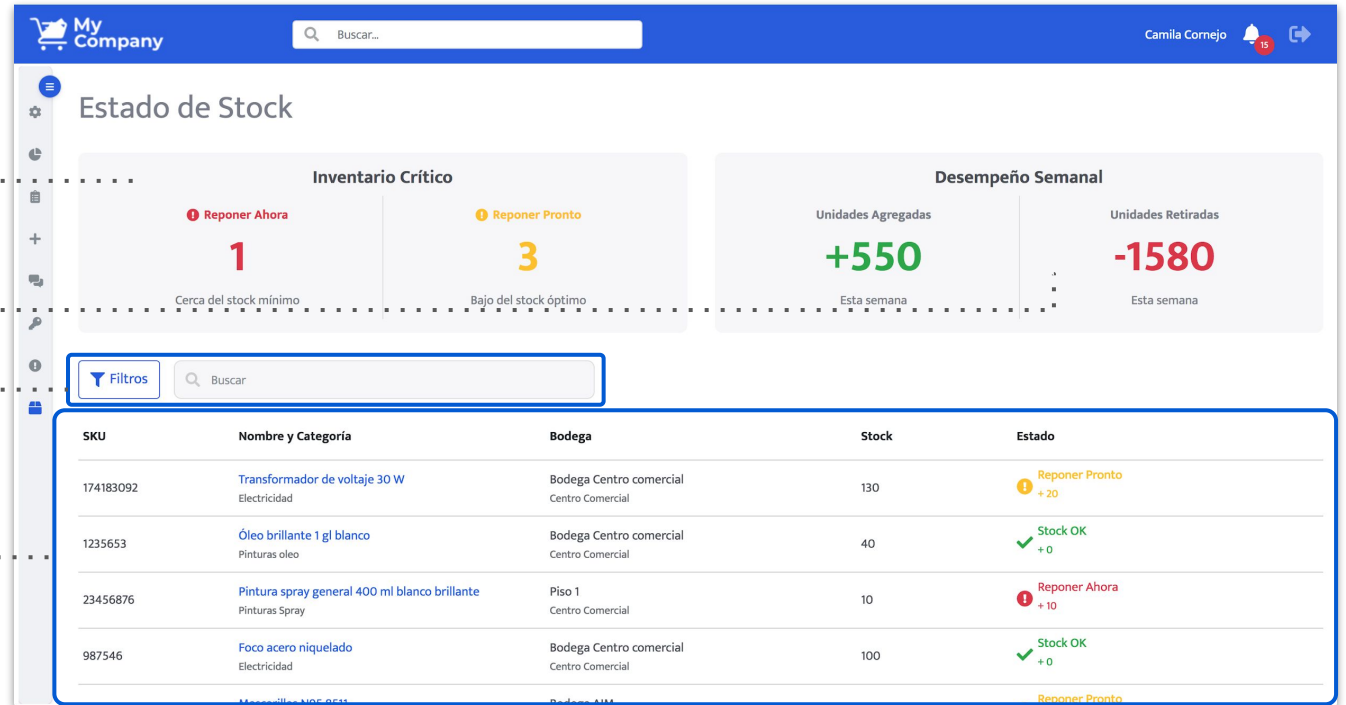 My
Company
Buscar...
Camila Cornejo
15
Estado de Stock
Inventario Crítico
Reponer Ahora
1
Cerca del stock mínimo
Reponer Pronto
3
Bajo del stock óptimo
Desempeño Semanal
Unidades Agregadas
+550
Esta semana
Unidades Retiradas
-1580
Esta semana
Filtros
Buscar
SKU Nombre y Categoría Bodega Stock Estado
174183092 Transformador de voltaje 30 W Bodega Centro comercial 130 Reponer Pronto
Electricidad Centro Comercial + 20
1235653 Óleo brillante 1 gl blanco Bodega Centro comercial 40 Stock OK
Pinturas oleo Centro Comercial + 0
23456876 Pintura spray general 400 ml blanco brillante Piso 1 10 Reponer Ahora
Pinturas Spray Centro Comercial + 10
987546 Foco acero niquelado Bodega Centro comercial 100 Stock OK
Electricidad Centro Comercial + 0
Reponer Pronto